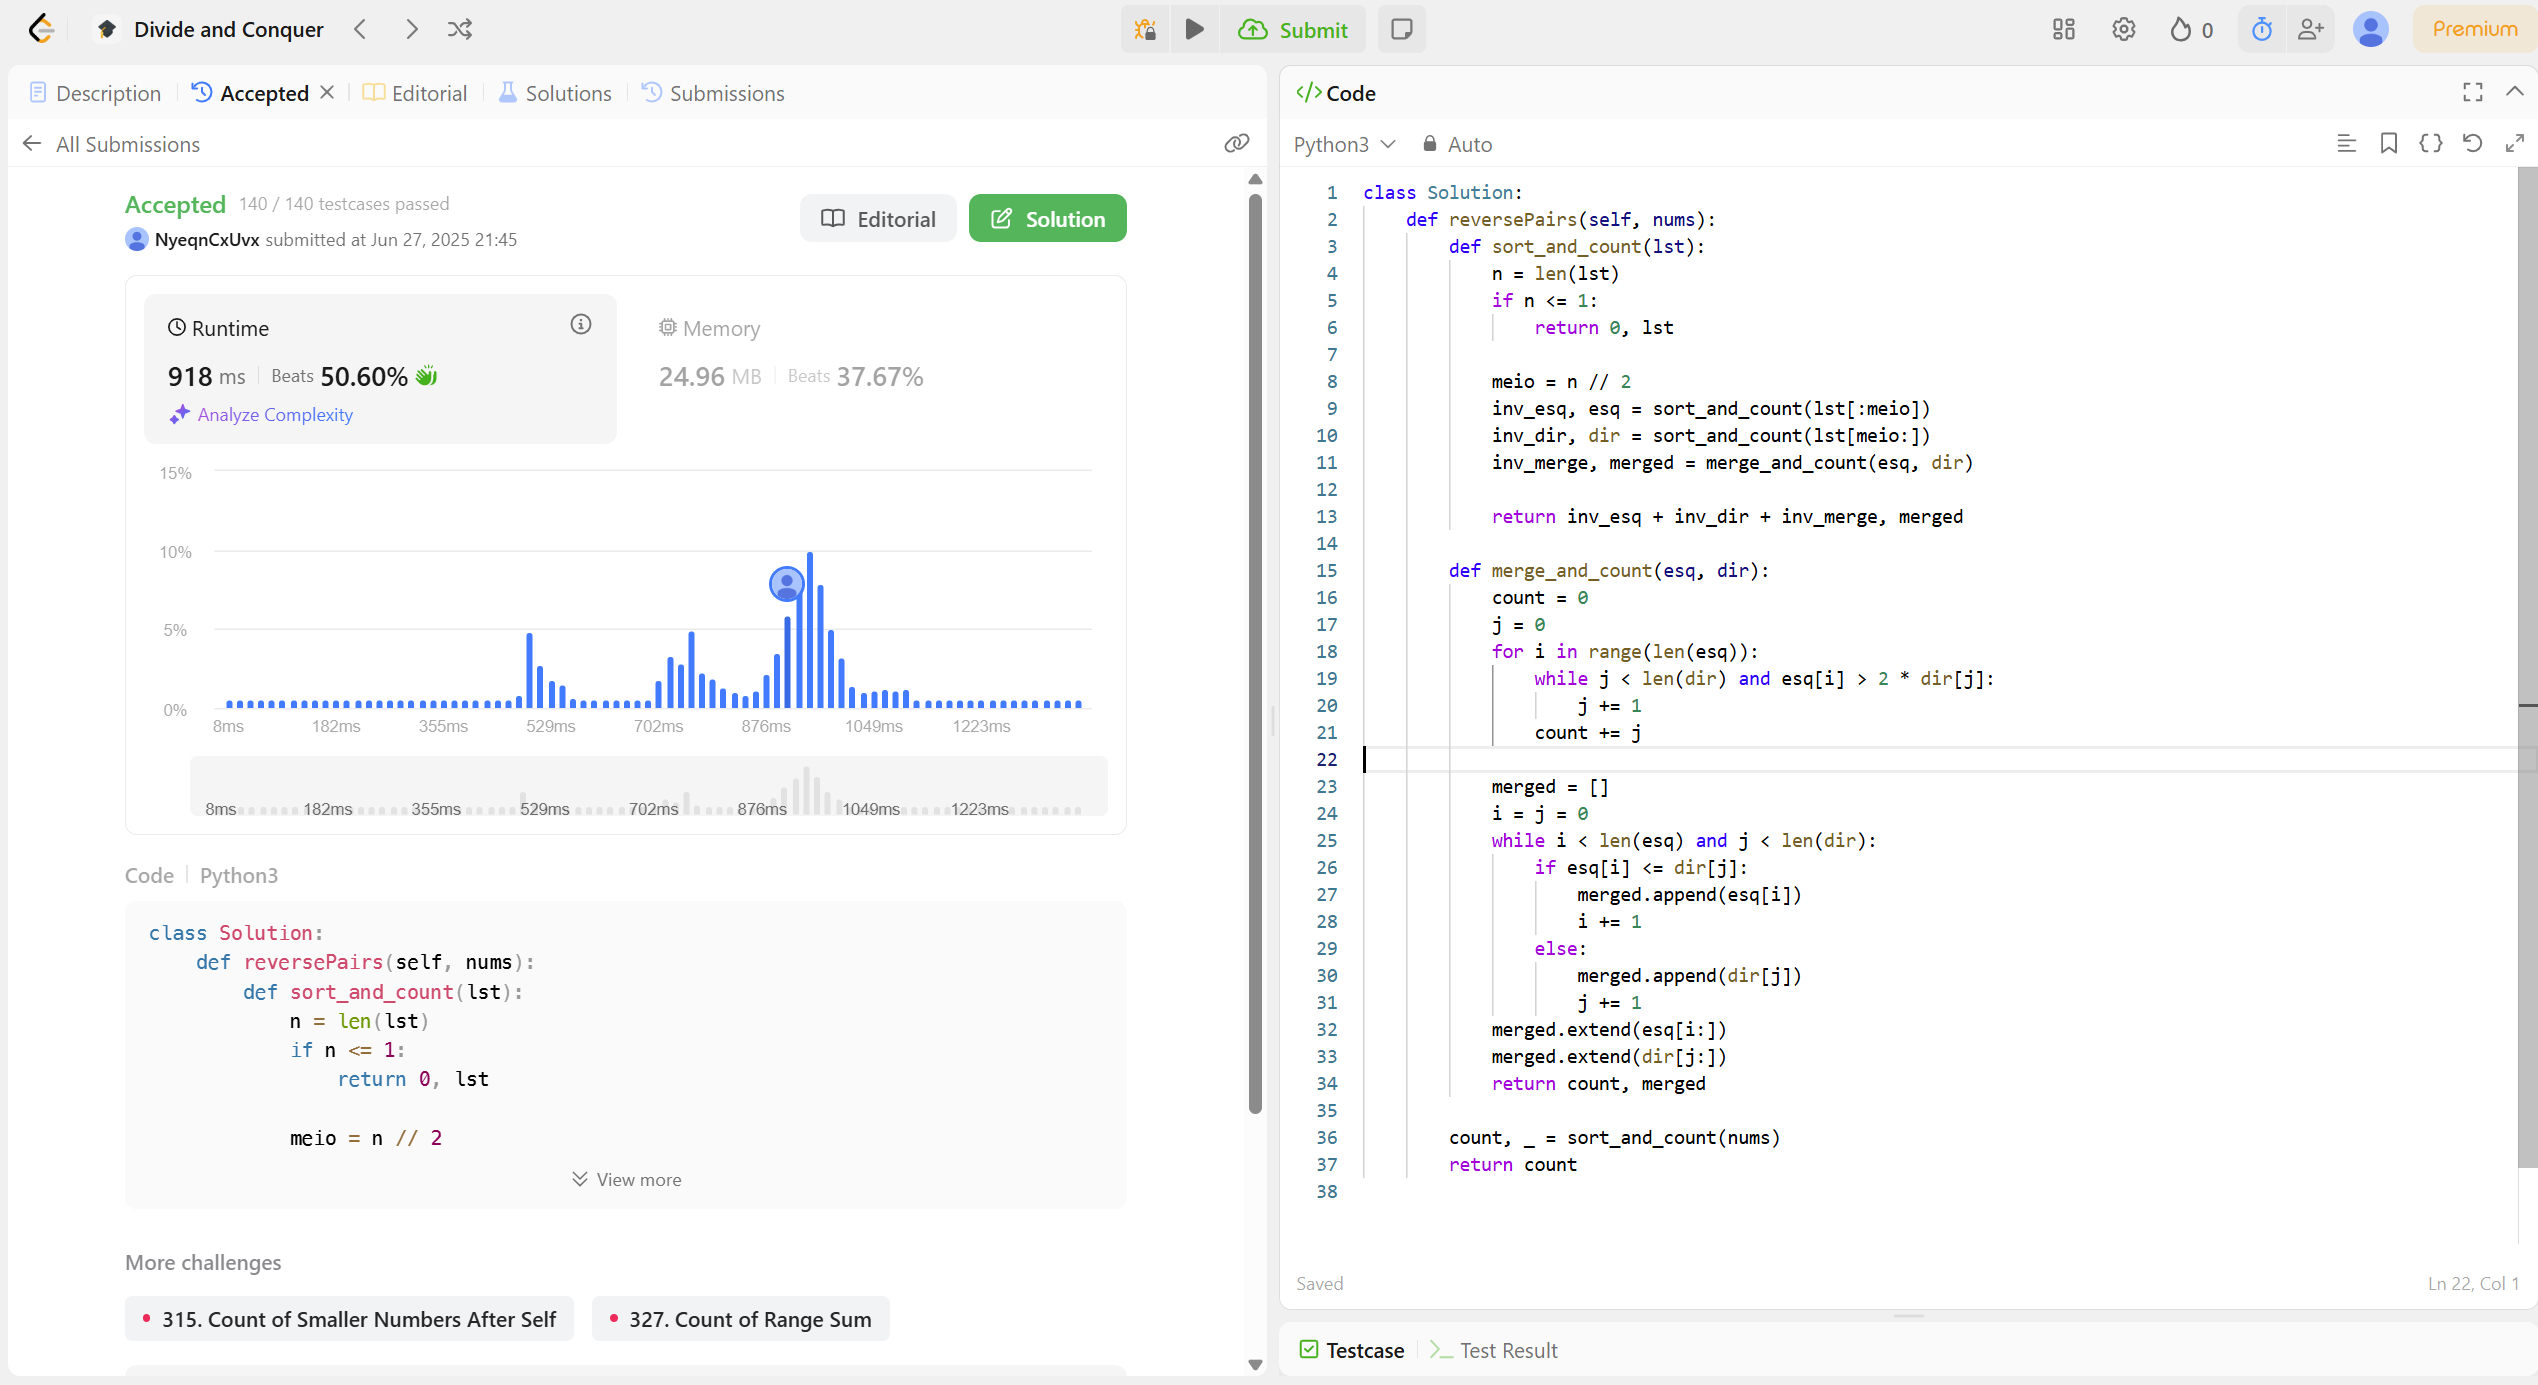 Divide and Conquer
Submit
0
Premium
Description
Accepted
Editorial
Solutions
Submissions
All Submissions
Accepted 140 / 140 testcases passed
NyeqnCxUvx submitted at Jun 27, 2025 21:45
Editorial
Solution
Runtime
918 ms Beats 50.60%
Analyze Complexity
Memory
24.96 MB Beats 37.67%
15%
10%
5%
0%
8ms 182ms 355ms 529ms 702ms 876ms 1049ms 1223ms
8ms 182ms 355ms 529ms 702ms 876ms 1049ms 1223ms
Code Python3
class Solution:
    def reversePairs(self, nums):
        def sort_and_count(lst):
            n = len(lst)
            if n <= 1:
                return 0, lst
            meio = n // 2
View more
More challenges
315. Count of Smaller Numbers After Self
327. Count of Range Sum
Code
Python3 Auto
1 class Solution:
2     def reversePairs(self, nums):
3         def sort_and_count(lst):
4             n = len(lst)
5             if n <= 1:
6                 return 0, lst
7
8             meio = n // 2
9             inv_esq, esq = sort_and_count(lst[:meio])
10             inv_dir, dir = sort_and_count(lst[meio:])
11             inv_merge, merged = merge_and_count(esq, dir)
12
13             return inv_esq + inv_dir + inv_merge, merged
14
15         def merge_and_count(esq, dir):
16             count = 0
17             j = 0
18             for i in range(len(esq)):
19                 while j < len(dir) and esq[i] > 2 * dir[j]:
20                     j += 1
21                 count += j
22
23             merged = []
24             i = j = 0
25             while i < len(esq) and j < len(dir):
26                 if esq[i] <= dir[j]:
27                     merged.append(esq[i])
28                     i += 1
29                 else:
30                     merged.append(dir[j])
31                     j += 1
32             merged.extend(esq[i:])
33             merged.extend(dir[j:])
34             return count, merged
35
36         count, _ = sort_and_count(nums)
37         return count
38
Saved
Ln 22, Col 1
Testcase
Test Result